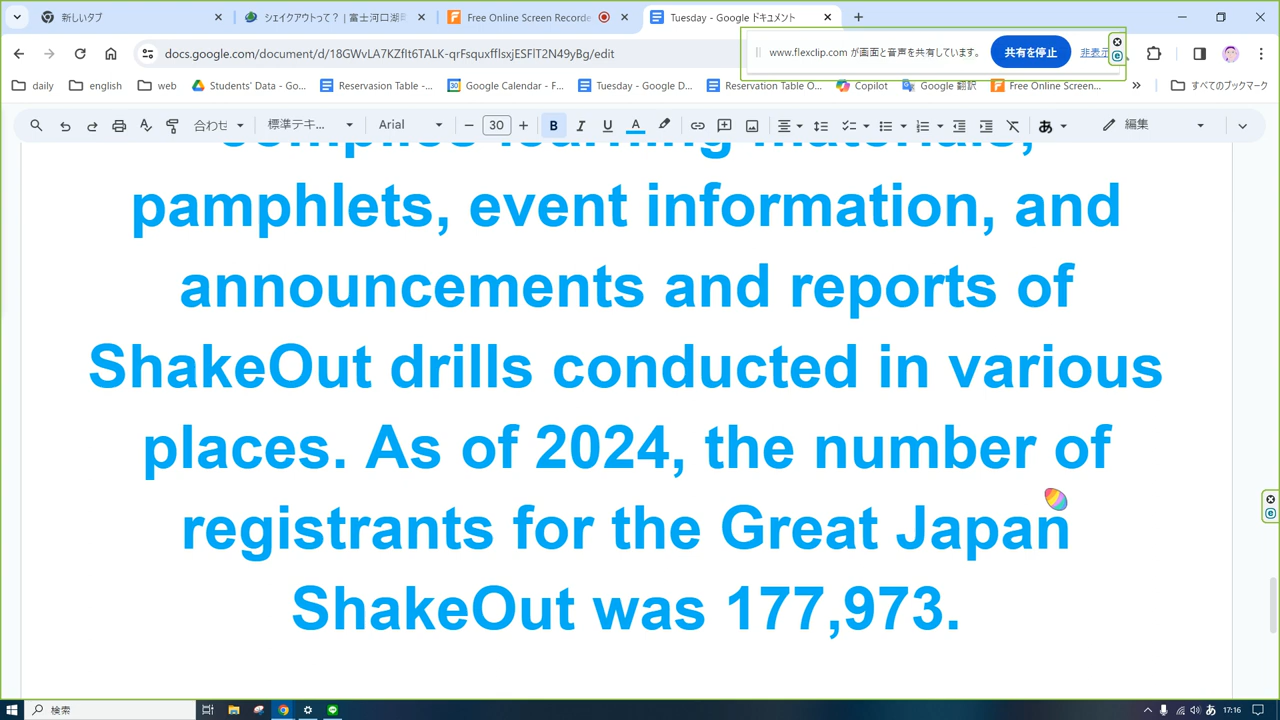 新しいタブ
シェイクアウトって？ | 富士河口湖
Free Online Screen Recorde
Tuesday - Google ドキュメント
docs.google.com/document/d/
/edit
www.flexclip.com が画面と音声を共有しています。
共有を停止
非表示
daily
english
web
Students' Data - Go
Reservasion Table -...
Google Calendar - F...
Tuesday - Google D...
Reservation Table O...
Copilot
Google 翻訳
Free Online Screen...
すべてのブックマーク
合わせ
標準テキ...
Arial
30
B
I
U
A
あ
編集
learning materials,
pamphlets, event information, and
announcements and reports of
ShakeOut drills conducted in various
places. As of 2024, the number of
registrants for the Great Japan
ShakeOut was 177,973.
検索
あ
17:16